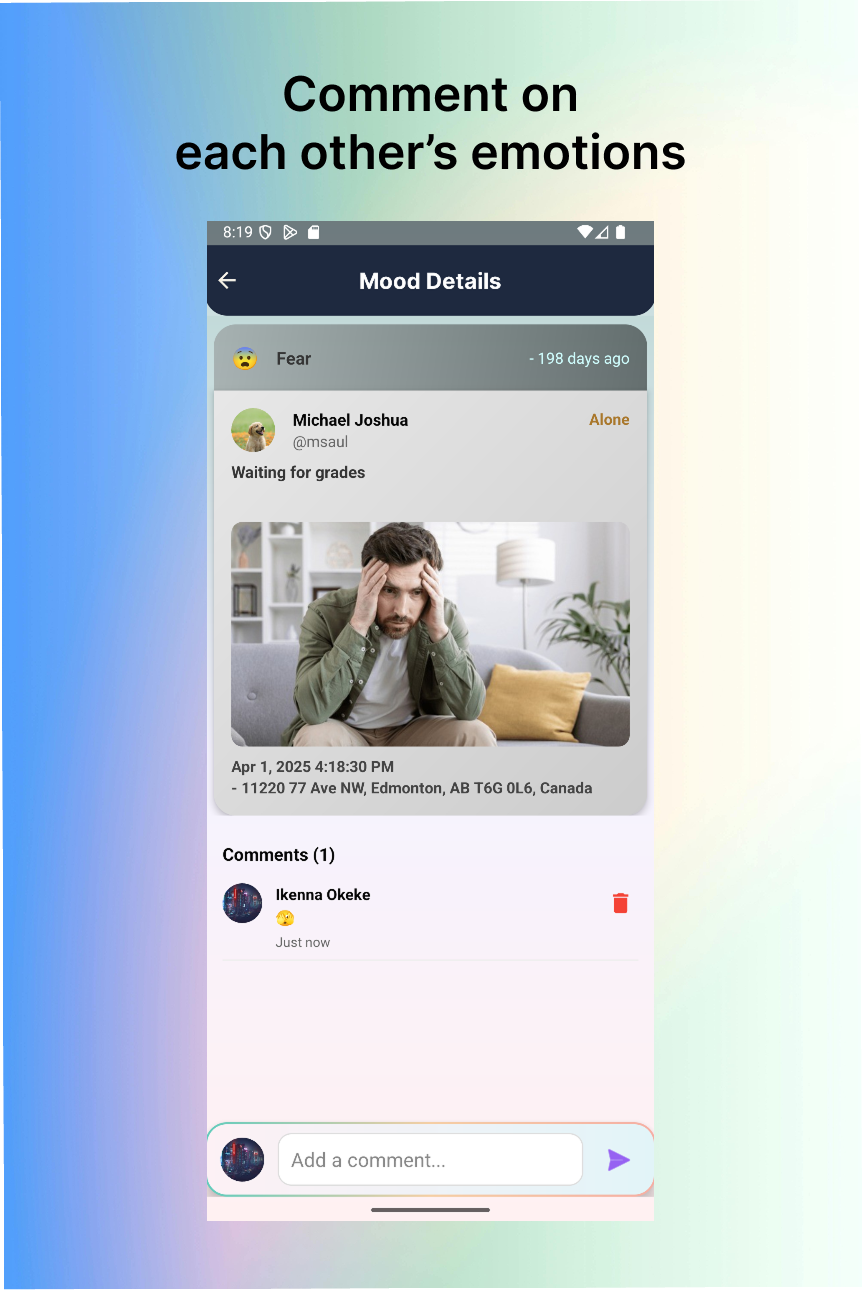 Comment on
each other’s emotions
8:19
Mood Details
😨 Fear - 198 days ago
Michael Joshua Alone
@msaul
Waiting for grades
Apr 1, 2025 4:18:30 PM
- 11220 77 Ave NW, Edmonton, AB T6G 0L6, Canada
Comments (1)
Ikenna Okeke
🫣
Just now
Add a comment...